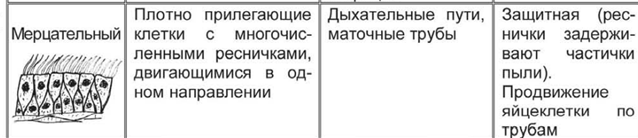 Мерцательный
Плотно прилегающие
клетки с многочис-
ленными ресничками,
двигающимися в од-
ном направлении
Дыхательные пути,
маточные трубы
Защитная (рес-
нички задержи-
вают частички
пыли).
Продвижение
яйцеклетки по
трубам